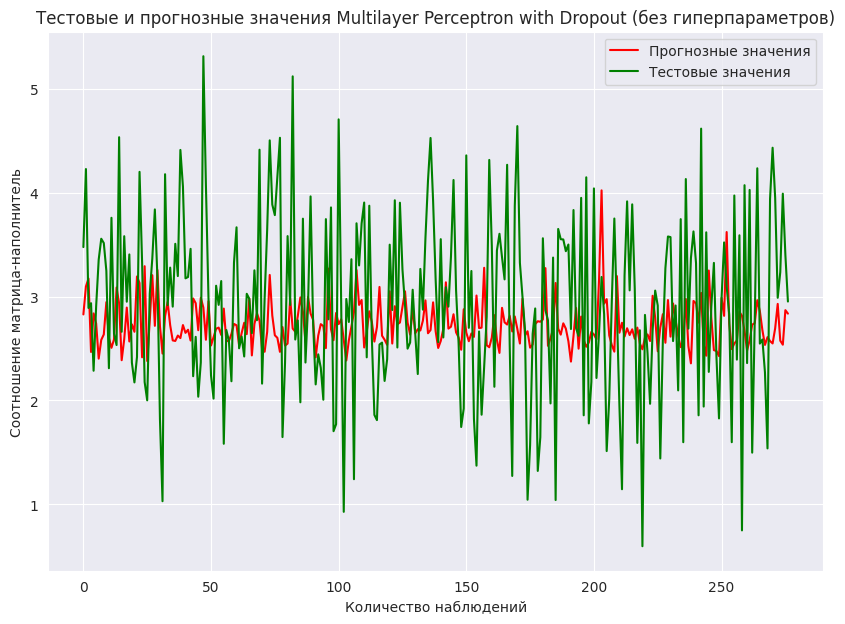 Тестовые и прогнозные значения Multilayer Perceptron with Dropout (без гиперпараметров)
Прогнозные значения
Тестовые значения
Соотношение матрица-наполнитель
5
4
3
2
1
0
50
100
150
200
250
Количество наблюдений